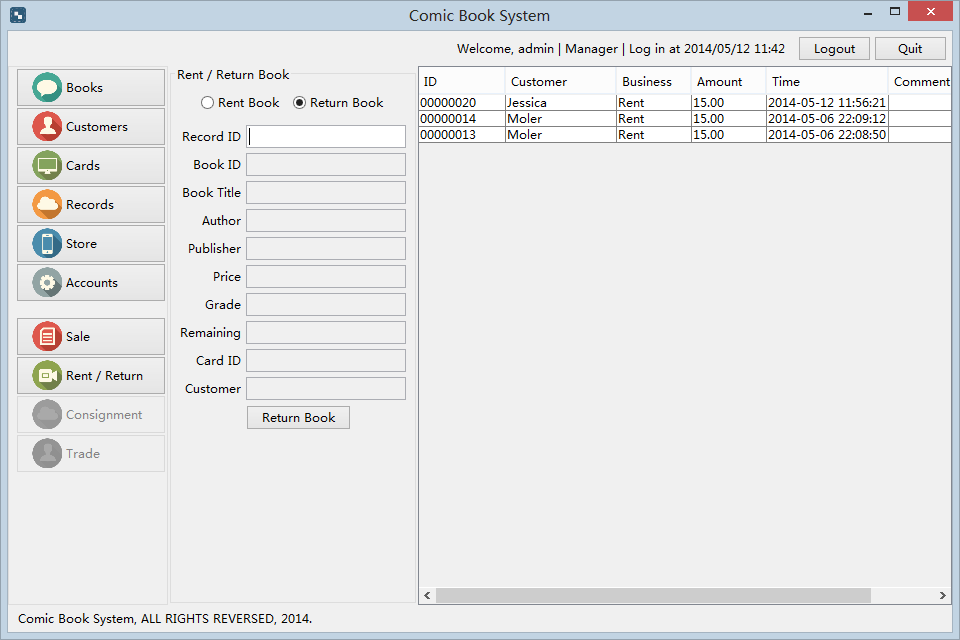 Comic Book System
Welcome, admin | Manager | Log in at 2014/05/12 11:42
Logout
Quit
Books
Customers
Cards
Records
Store
Accounts
Sale
Rent / Return
Consignment
Trade
Rent / Return Book
Rent Book
Return Book
Record ID
Book ID
Book Title
Author
Publisher
Price
Grade
Remaining
Card ID
Customer
Return Book
ID Customer Business Amount Time Comment
00000020 Jessica Rent 15.00 2014-05-12 11:56:21
00000014 Moler Rent 15.00 2014-05-06 22:09:12
00000013 Moler Rent 15.00 2014-05-06 22:08:50
Comic Book System, ALL RIGHTS REVERSED, 2014.